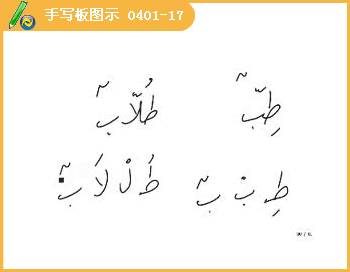 手写板图示 0401-17
طِبٌّ طُلَّابٌ
طِ بْ بٌ طُ لْ لَا بٌ